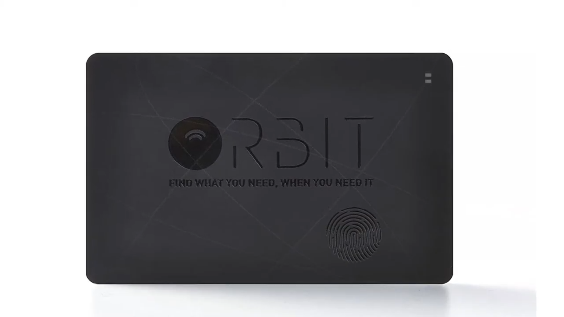 ORBIT
FIND WHAT YOU NEED, WHEN YOU NEED IT